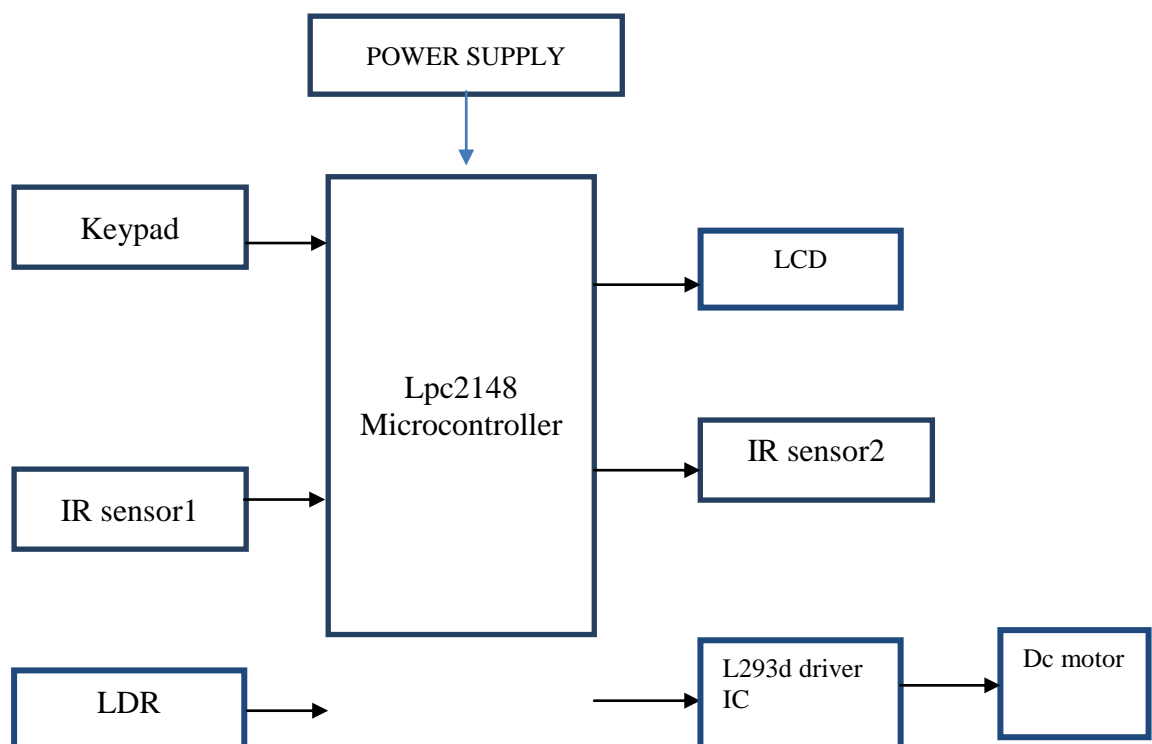 POWER SUPPLY
Keypad
LCD
Lpc2148
Microcontroller
IR sensor2
IR sensor1
L293d driver
IC
Dc motor
LDR